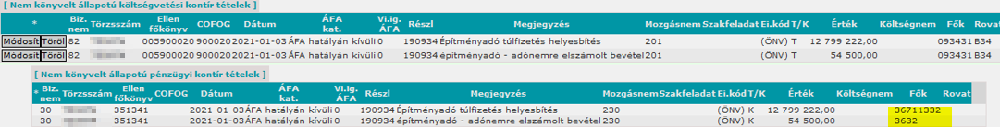 [ Nem könyvelt állapotú költségvetési kontír tételek ]
* Biz. nem Törzsszám Ellen főkönyv COFOG Dátum ÁFA kat. Vi.ig. ÁFA Részl Megjegyzés Mozgásnem Szakfeladat Ei.kód T/K Érték Költségnem Fők Rovat
Módosít Töröl 82 005900020 900020 2021-01-03 ÁFA hatályán kívüli 0 190934 Építményadó túlfizetés helyesbítés 201 (ÖNV) T 12 799 222,00 093431 B34
Módosít Töröl 82 005900020 900020 2021-01-03 ÁFA hatályán kívüli 0 190934 építményadó - adónemre elszámolt bevétel 201 (ÖNV) T 54 500,00 093431 B34
[ Nem könyvelt állapotú pénzügyi kontír tételek ]
* Biz. nem Törzsszám Ellen főkönyv COFOG Dátum ÁFA kat. Vi.ig. ÁFA Részl Megjegyzés Mozgásnem Szakfeladat Ei.kód T/K Érték Költségnem Fők Rovat
30 351341 2021-01-03 ÁFA hatályán kívüli 0 190934 Építményadó túlfizetés helyesbítés 230 (ÖNV) K 12 799 222,00 36711332
30 351341 2021-01-03 ÁFA hatályán kívüli 0 190934 építményadó - adónemre elszámolt bevétel 230 (ÖNV) K 54 500,00 3632